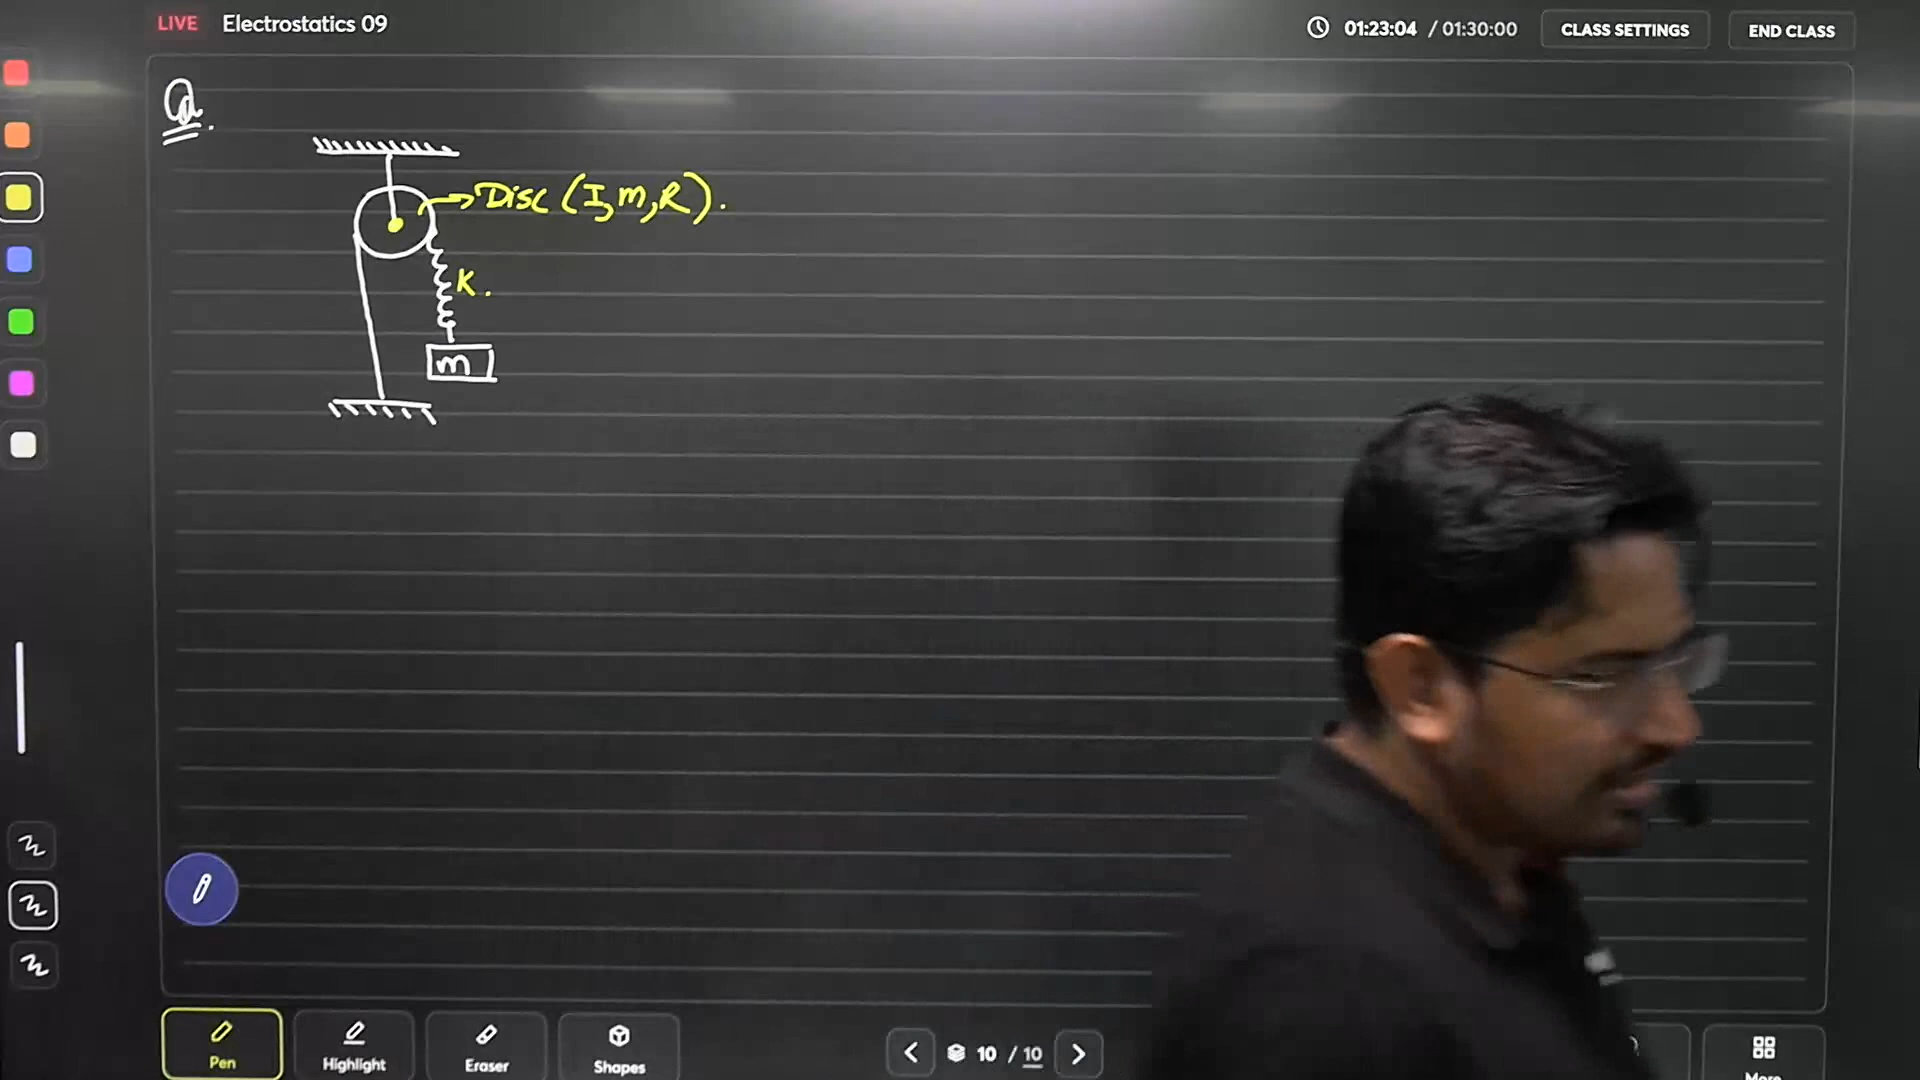 LIVE Electrostatics 09
01:23:04 / 01:30:00
CLASS SETTINGS
END CLASS
Q.
Disc (I, m, R).
K.
m
Pen
Highlight
Eraser
Shapes
10 / 10
More